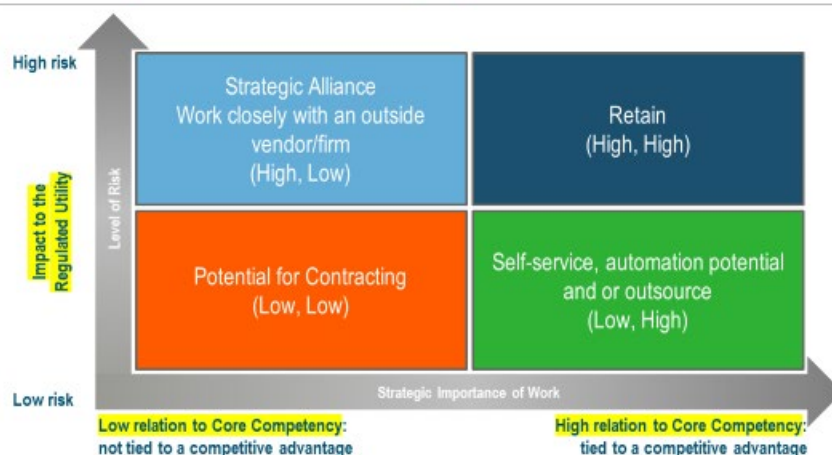 High risk
Strategic Alliance
Work closely with an outside
vendor/firm
(High, Low)
Retain
(High, High)
Impact to the
Regulated Utility
Level of Risk
Potential for Contracting
(Low, Low)
Self-service, automation potential
and or outsource
(Low, High)
Low risk
Strategic Importance of Work
Low relation to Core Competency:
not tied to a competitive advantage
High relation to Core Competency:
tied to a competitive advantage